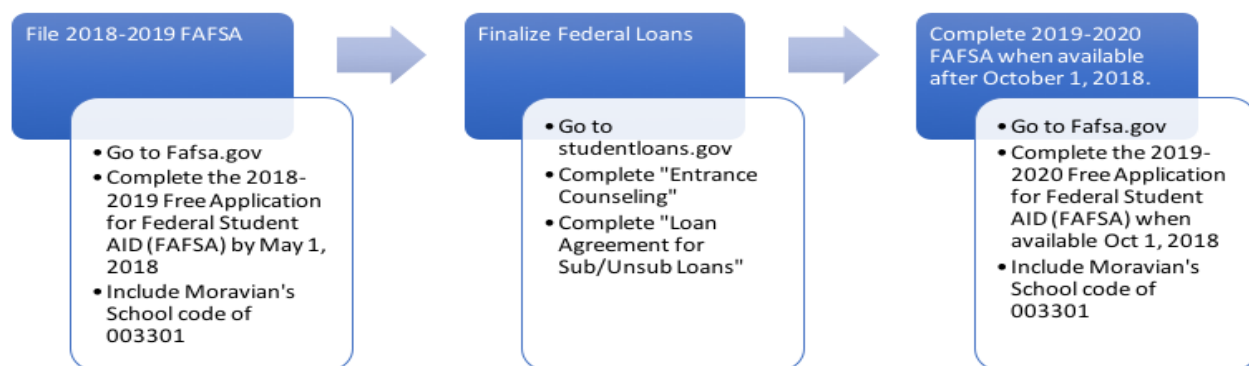 File 2018-2019 FAFSA
• Go to Fafsa.gov
• Complete the 2018-
2019 Free Application
for Federal Student
AID (FAFSA) by May 1,
2018
• Include Moravian's
School code of
003301
Finalize Federal Loans
• Go to
studentloans.gov
• Complete "Entrance
Counseling"
• Complete "Loan
Agreement for
Sub/Unsub Loans"
Complete 2019-2020
FAFSA when available
after October 1, 2018.
• Go to Fafsa.gov
• Complete the 2019-
2020 Free Application
for Federal Student
AID (FAFSA) when
available Oct 1, 2018
• Include Moravian's
School code of
003301